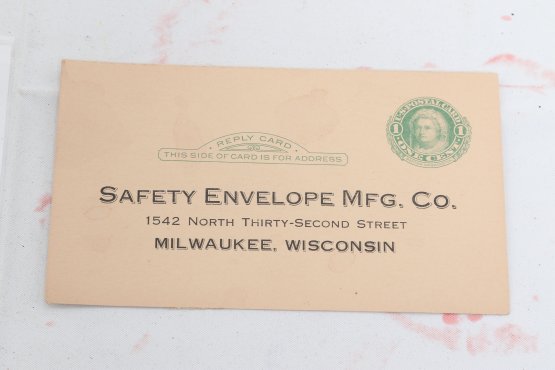 U.S. POSTAL CARD
1 1
ONE CENT
REPLY CARD
THIS SIDE OF CARD IS FOR ADDRESS
SAFETY ENVELOPE MFG. CO.
1542 NORTH THIRTY-SECOND STREET
MILWAUKEE, WISCONSIN